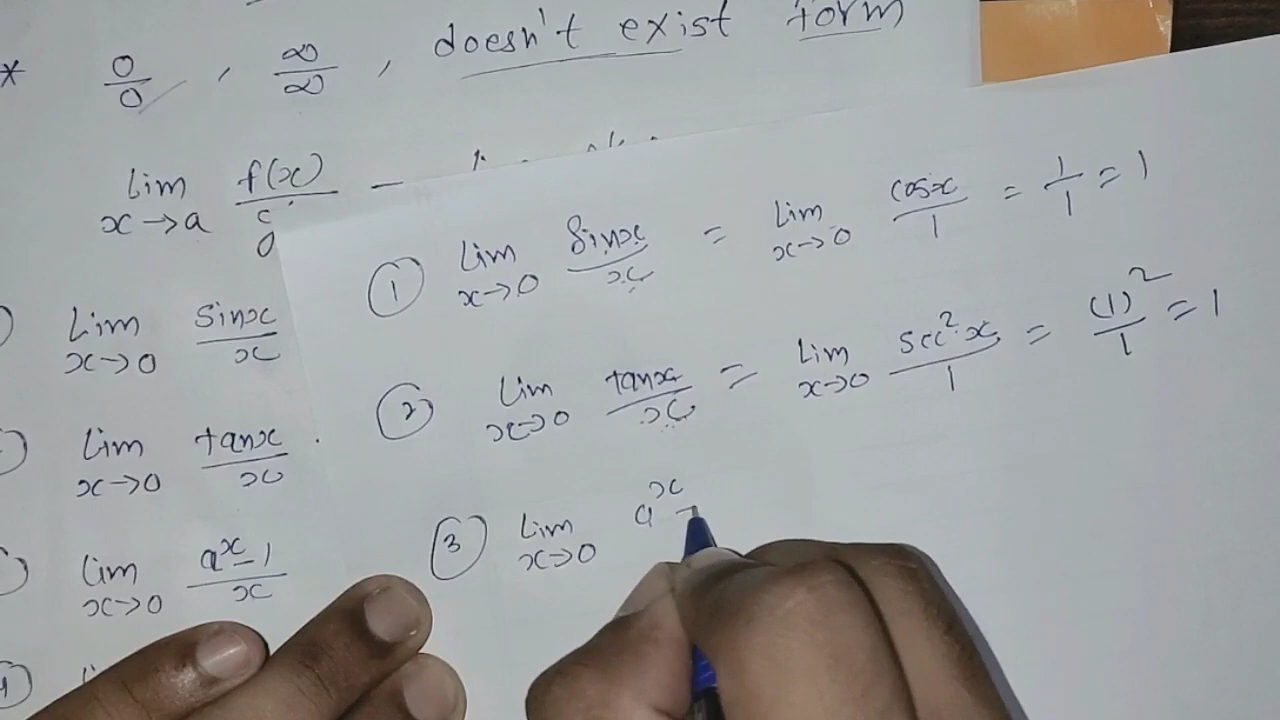 * 0/0 , ∞/∞ , doesn't exist form
lim x→a f(x)/g
① lim x→0 sinx/x = lim x→0 cosx/1 = 1/1 = 1
lim x→0 sinx/x
② lim x→0 tanx/x = lim x→0 sec²x/1 = (1)²/1 = 1
lim x→0 tanx/x
③ lim x→0 a^x -
lim x→0 a^x-1/x